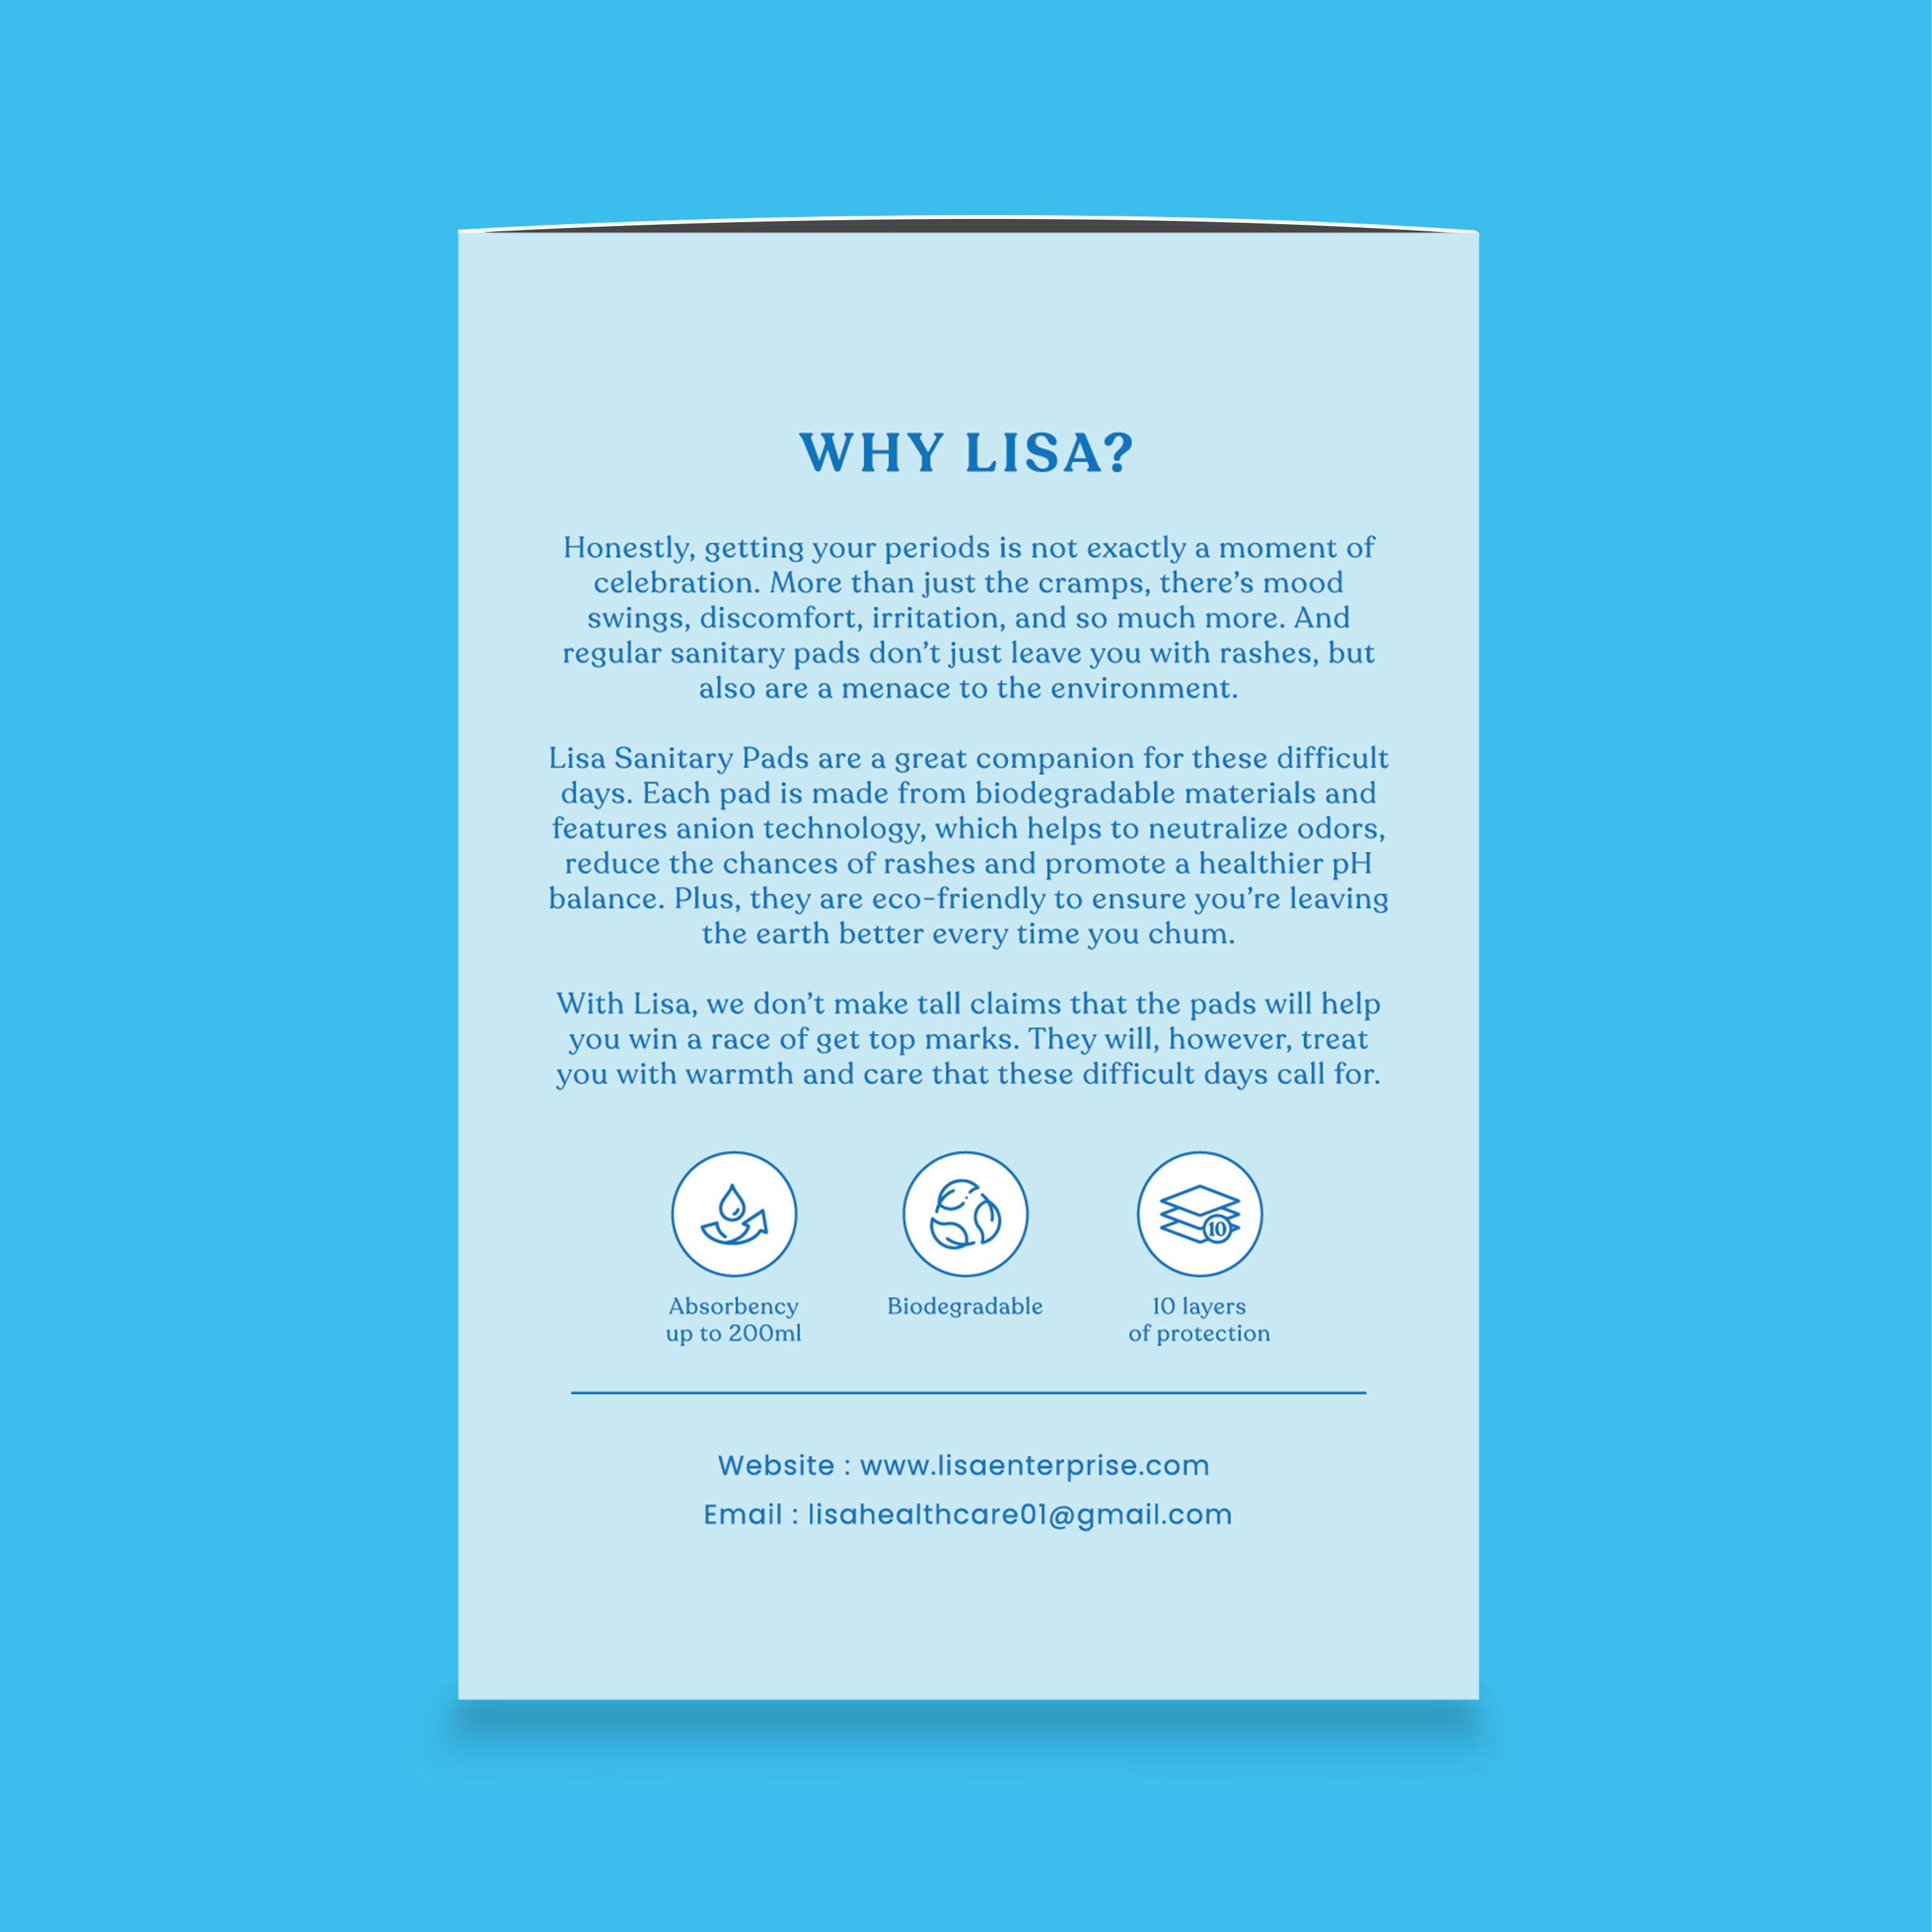 WHY LISA?
Honestly, getting your periods is not exactly a moment of
celebration. More than just the cramps, there’s mood
swings, discomfort, irritation, and so much more. And
regular sanitary pads don’t just leave you with rashes, but
also are a menace to the environment.
Lisa Sanitary Pads are a great companion for these difficult
days. Each pad is made from biodegradable materials and
features anion technology, which helps to neutralize odors,
reduce the chances of rashes and promote a healthier pH
balance. Plus, they are eco-friendly to ensure you’re leaving
the earth better every time you chum.
With Lisa, we don’t make tall claims that the pads will help
you win a race of get top marks. They will, however, treat
you with warmth and care that these difficult days call for.
10
Absorbency
up to 200ml
Biodegradable
10 layers
of protection
Website : www.lisaenterprise.com
Email : lisahealthcare01@gmail.com